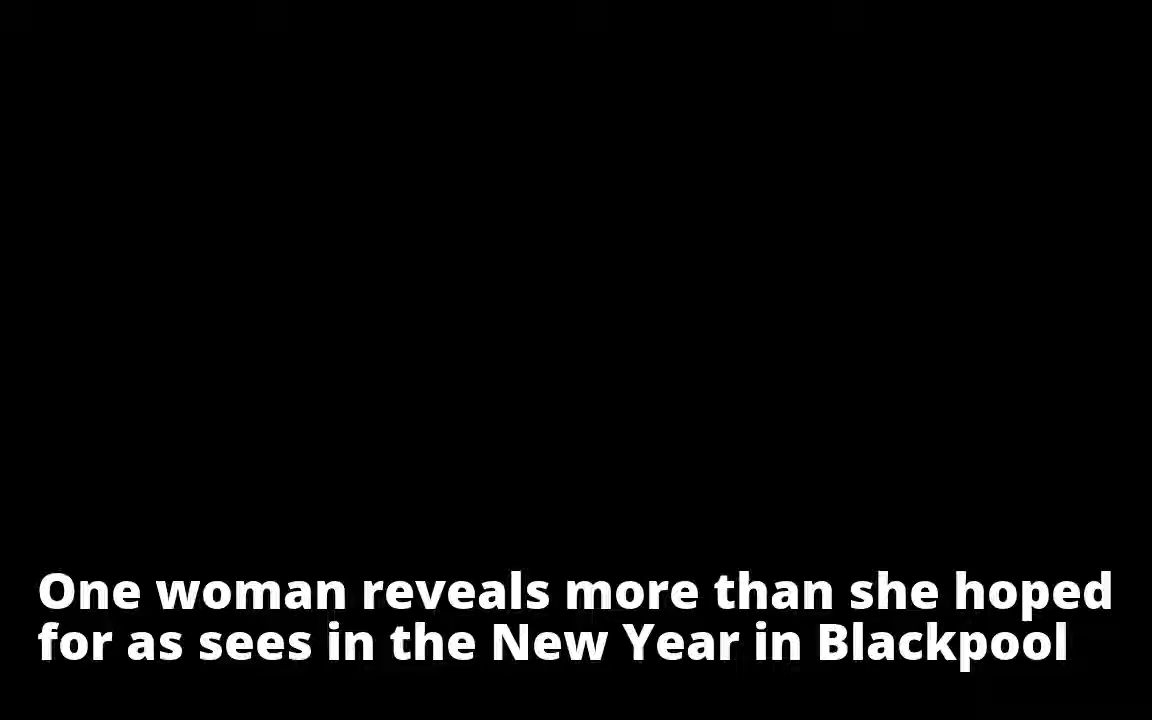 One woman reveals more than she hoped
for as sees in the New Year in Blackpool